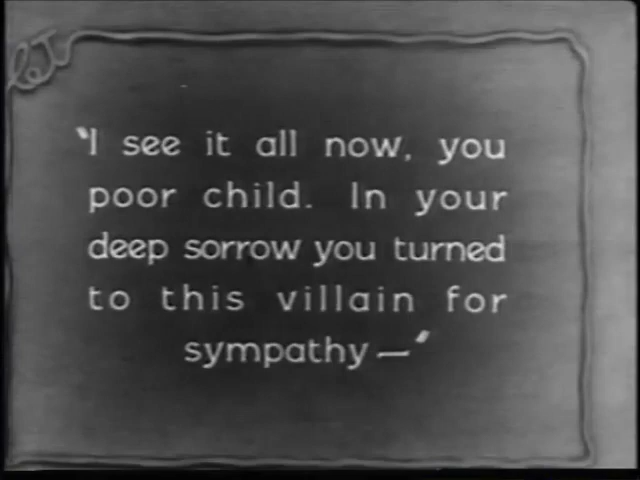 "I see it all now, you
poor child. In your
deep sorrow you turned
to this villain for
sympathy—"